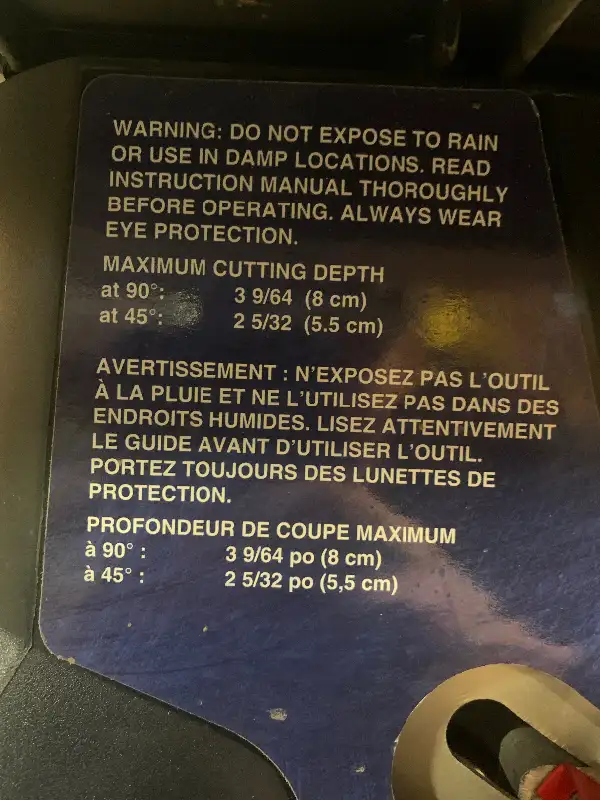 WARNING: DO NOT EXPOSE TO RAIN
OR USE IN DAMP LOCATIONS. READ
INSTRUCTION MANUAL THOROUGHLY
BEFORE OPERATING. ALWAYS WEAR
EYE PROTECTION.
MAXIMUM CUTTING DEPTH
at 90°: 3 9/64 (8 cm)
at 45°: 2 5/32 (5.5 cm)
AVERTISSEMENT : N'EXPOSEZ PAS L'OUTIL
À LA PLUIE ET NE L'UTILISEZ PAS DANS DES
ENDROITS HUMIDES. LISEZ ATTENTIVEMENT
LE GUIDE AVANT D'UTILISER L'OUTIL.
PORTEZ TOUJOURS DES LUNETTES DE
PROTECTION.
PROFONDEUR DE COUPE MAXIMUM
à 90° : 3 9/64 po (8 cm)
à 45° : 2 5/32 po (5,5 cm)